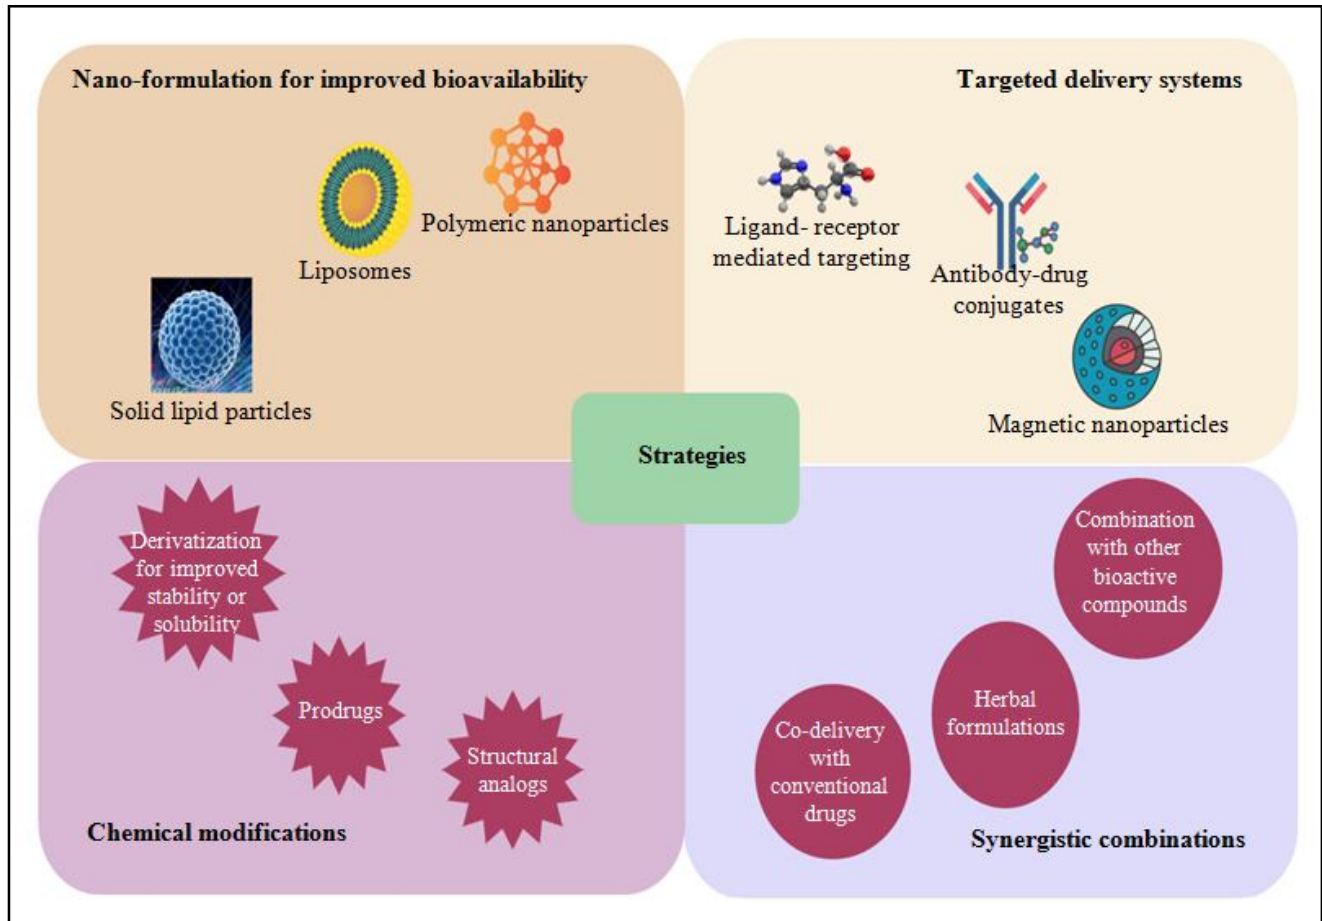 Nano-formulation for improved bioavailability
Polymeric nanoparticles
Liposomes
Solid lipid particles
Targeted delivery systems
Ligand- receptor
mediated targeting
Antibody-drug
conjugates
Magnetic nanoparticles
Strategies
Derivatization
for improved
stability or
solubility
Prodrugs
Structural
analogs
Chemical modifications
Combination
with other
bioactive
compounds
Herbal
formulations
Co-delivery
with
conventional
drugs
Synergistic combinations